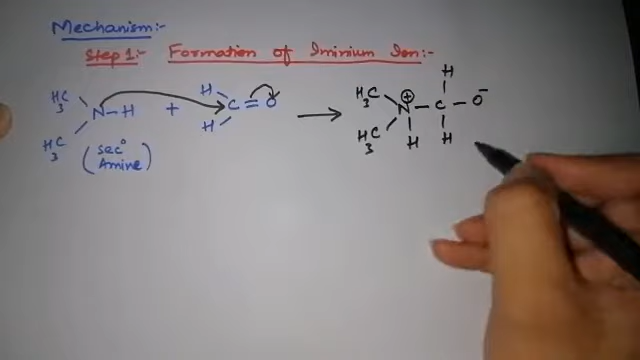 Mechanism:-
Step 1:- Formation of Iminium Ion:-
H3C H3C N-H + H H C=O → H3C H3C N⊕ H - C H H - O⁻
(sec° Amine)